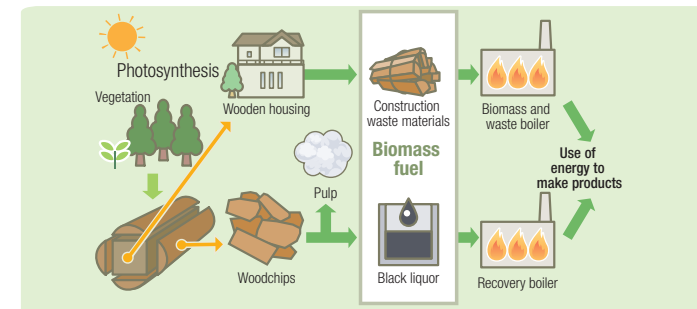 Photosynthesis
Vegetation
Wooden housing
Construction
waste materials
Biomass and
waste boiler
Biomass
fuel
Use of
energy to
make products
Pulp
Woodchips
Black liquor
Recovery boiler